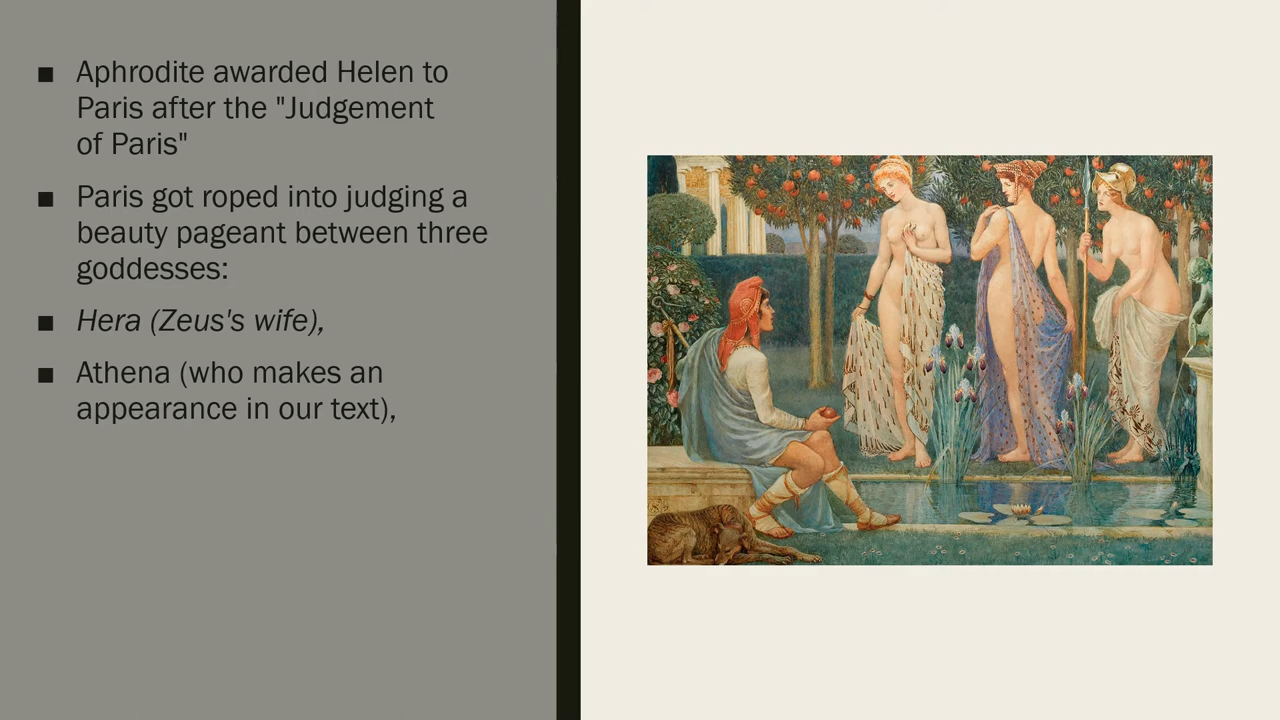 ■ Aphrodite awarded Helen to
Paris after the "Judgement
of Paris"
■ Paris got roped into judging a
beauty pageant between three
goddesses:
■ Hera (Zeus's wife),
■ Athena (who makes an
appearance in our text),